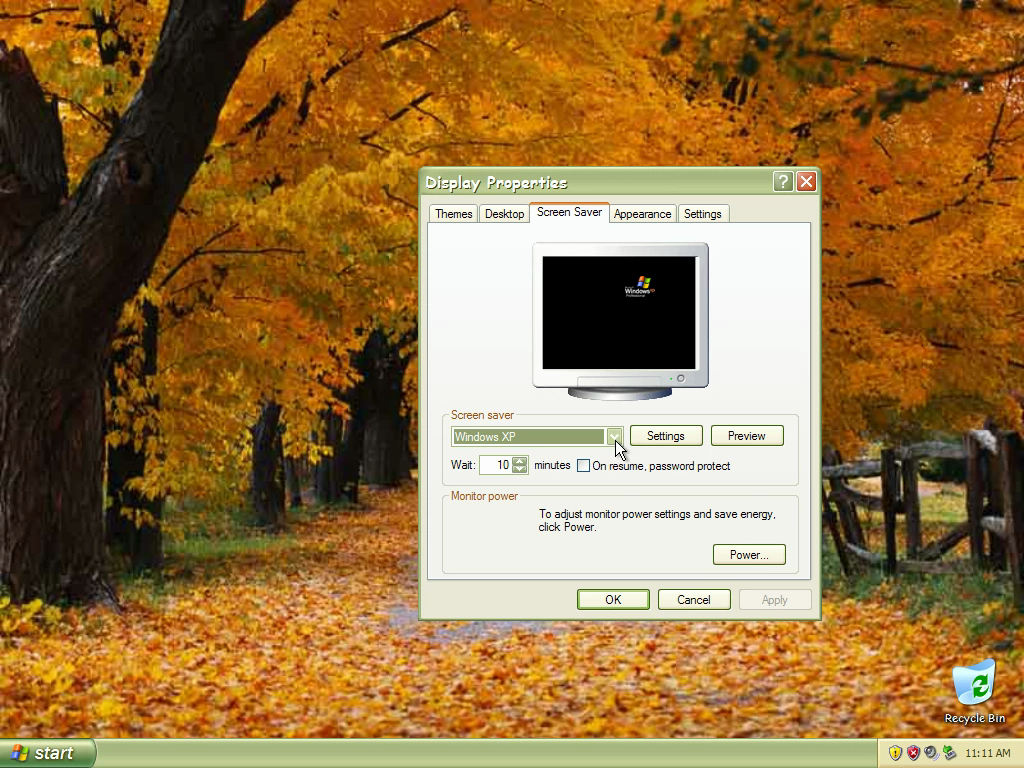 Display Properties
Themes Desktop Screen Saver Appearance Settings
Windows XP
Screen saver
Windows XP Settings Preview
Wait: 10 minutes On resume, password protect
Monitor power
To adjust monitor power settings and save energy,
click Power.
Power...
OK Cancel Apply
Recycle Bin
start 11:11 AM